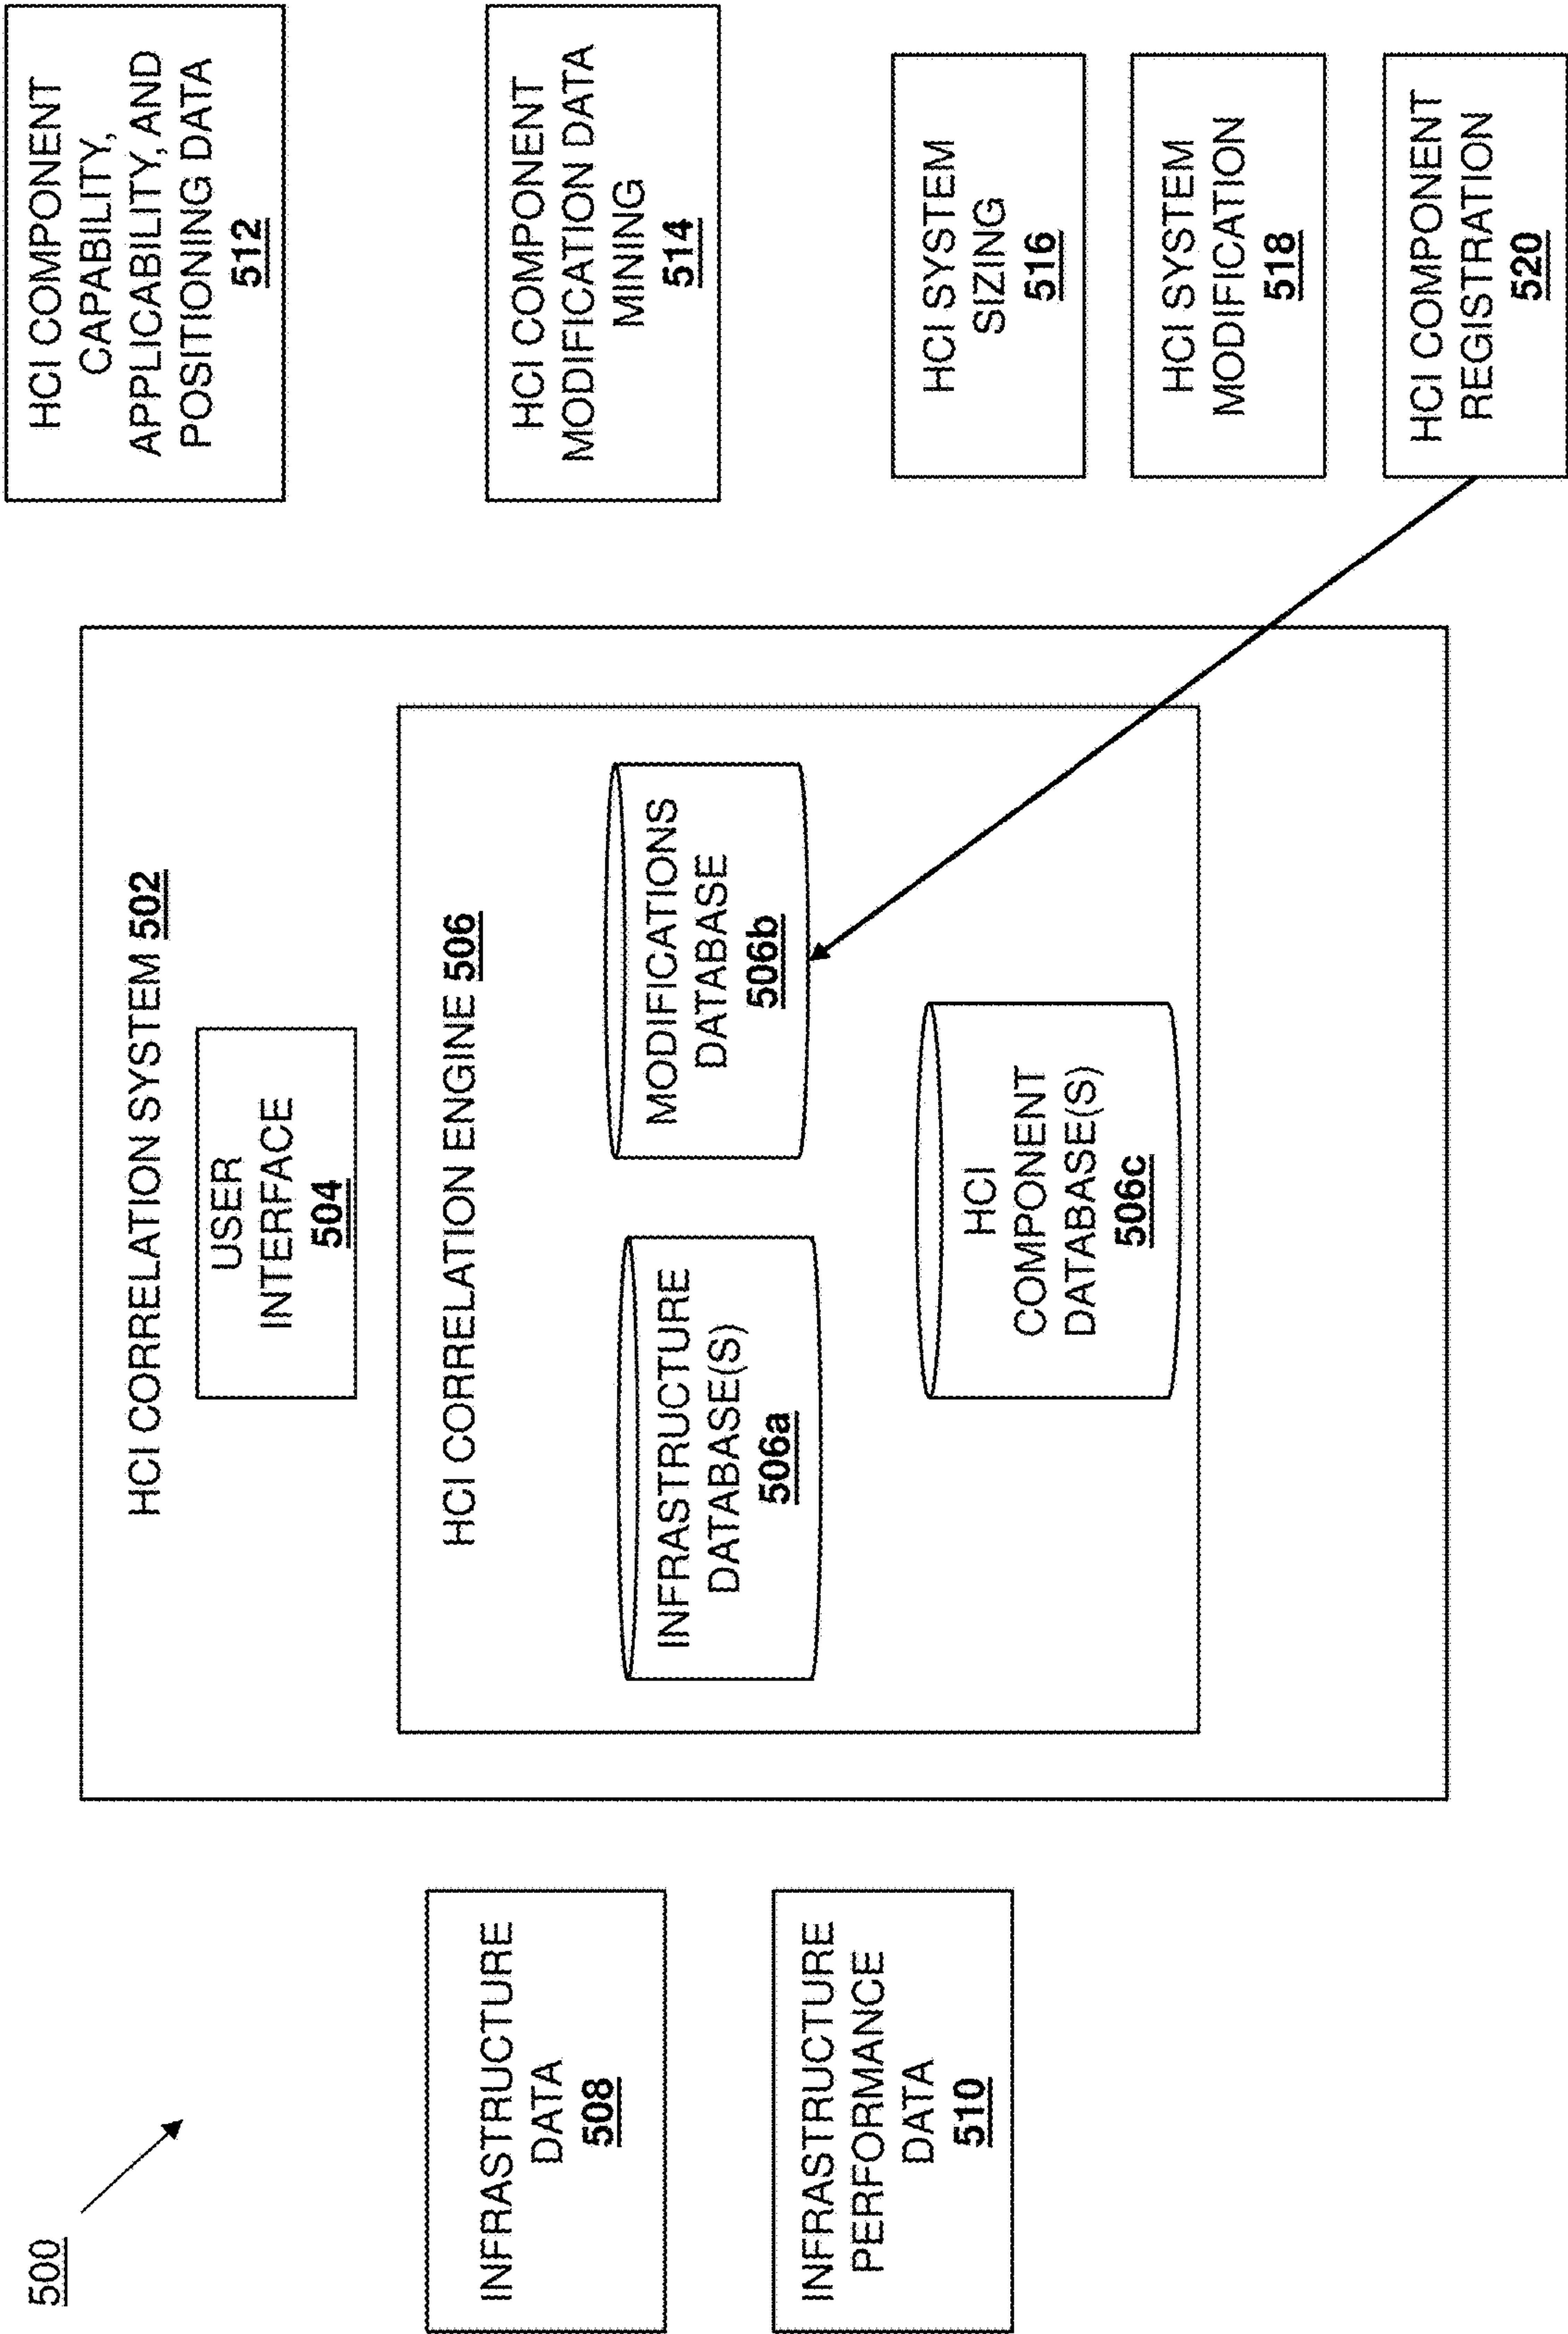 500
INFRASTRUCTURE
DATA
508
INFRASTRUCTURE
PERFORMANCE
DATA
510
HCI CORRELATION SYSTEM 502
USER
INTERFACE
504
HCI CORRELATION ENGINE 506
INFRASTRUCTURE
DATABASE(S)
506a
MODIFICATIONS
DATABASE
506b
HCI
COMPONENT
DATABASE(S)
506c
HCI COMPONENT
CAPABILITY,
APPLICABILITY, AND
POSITIONING DATA
512
HCI COMPONENT
MODIFICATION DATA
MINING
514
HCI SYSTEM
SIZING
516
HCI SYSTEM
MODIFICATION
518
HCI COMPONENT
REGISTRATION
520